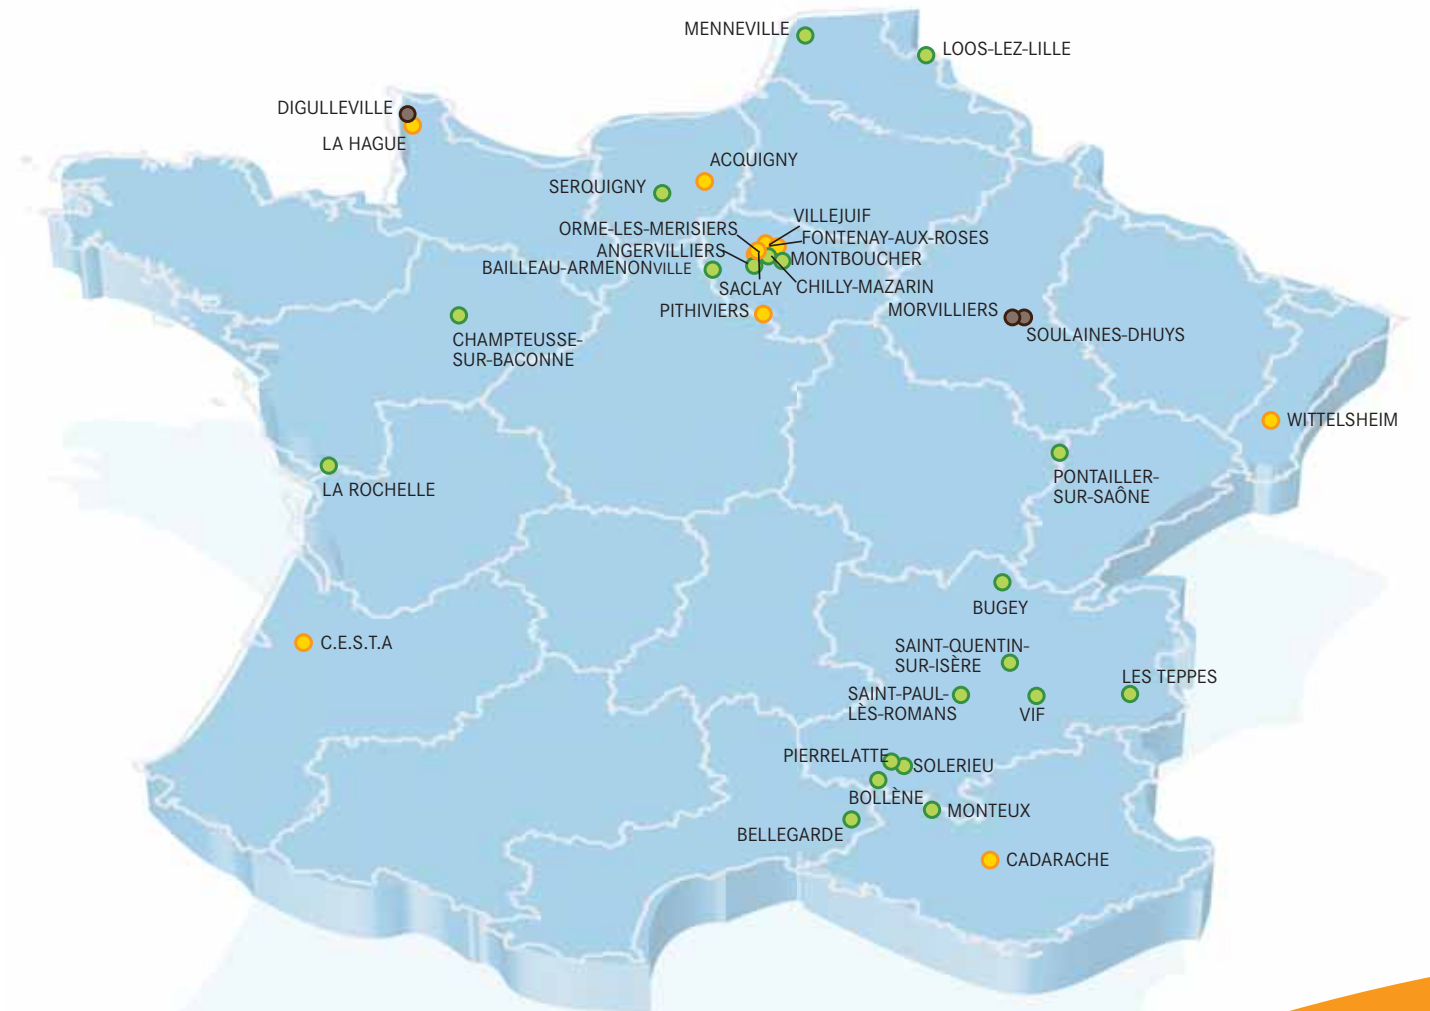 MENNEVILLE
LOOS-LEZ-LILLE
DIGULLEVILLE
LA HAGUE
ACQUIGNY
SERQUIGNY
VILLEJUIF
ORME-LES-MERISIERS
FONTENAY-AUX-ROSES
ANGERVILLIERS
MONTBOUCHER
BAILLEAU-ARMENONVILLE
SACLAY
CHILLY-MAZARIN
PITHIVIERS
MORVILLIERS
SOULAINES-DHUYS
CHAMPTEUSSE-
SUR-BACONNE
WITTELSHEIM
LA ROCHELLE
PONTAILLER-
SUR-SAÔNE
BUGEY
C.E.S.T.A
SAINT-QUENTIN-
SUR-ISÈRE
LES TEPPES
SAINT-PAUL-
LÈS-ROMANS
VIF
PIERRELATTE
SOLERIEU
BOLLÈNE
MONTEUX
BELLEGARDE
CADARACHE